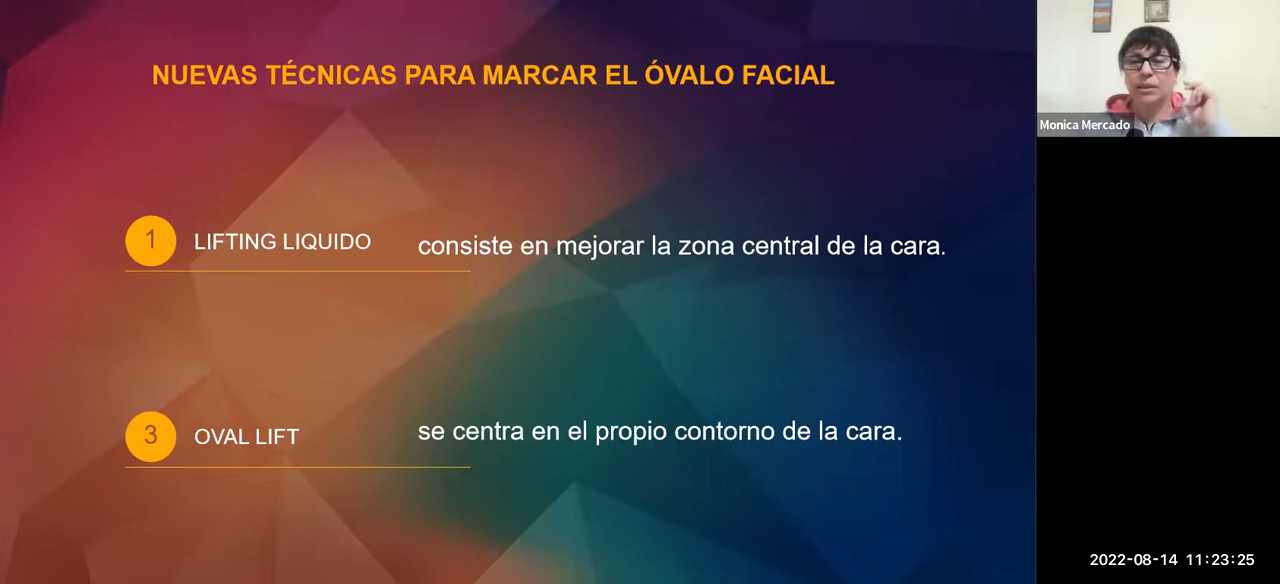 NUEVAS TÉCNICAS PARA MARCAR EL ÓVALO FACIAL
1 LIFTING LIQUIDO consiste en mejorar la zona central de la cara.
3 OVAL LIFT se centra en el propio contorno de la cara.
Monica Mercado
2022-08-14 11:23:25